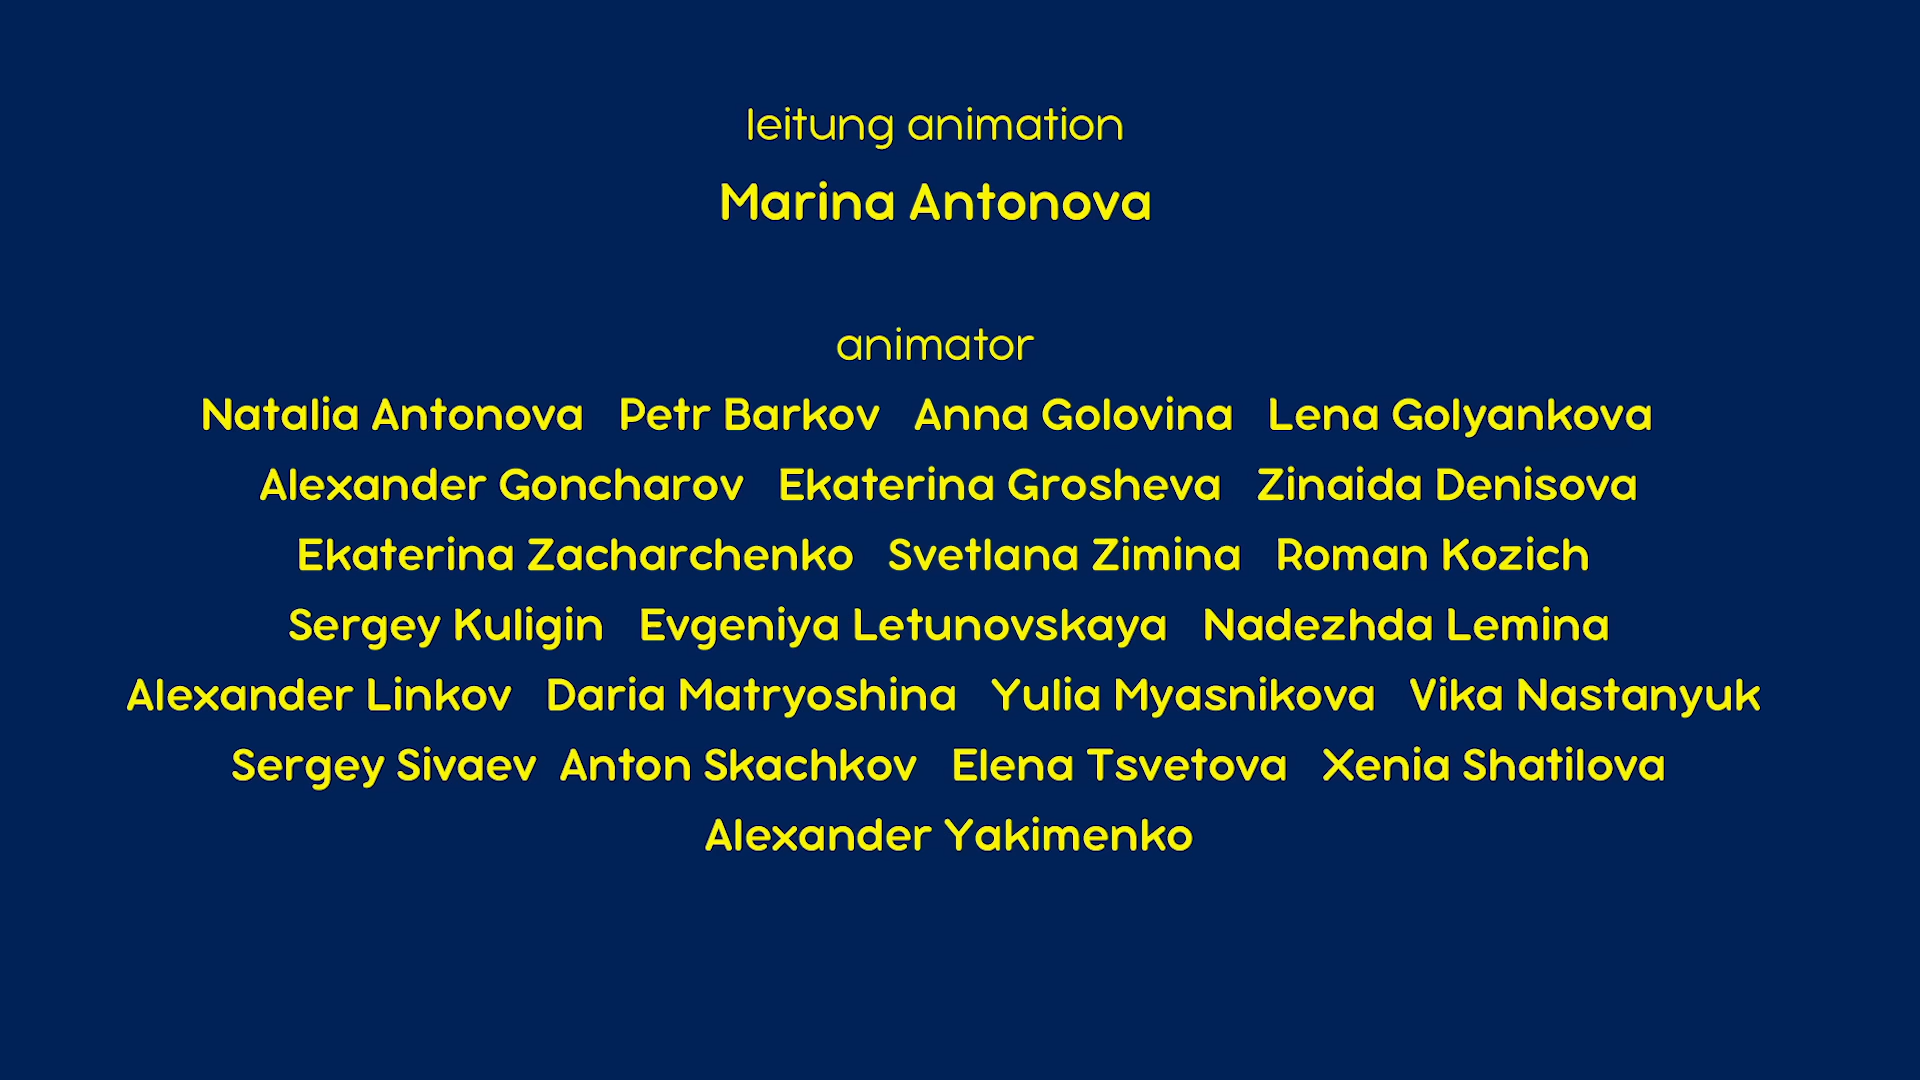 leitung animation
Marina Antonova
animator
Natalia Antonova Petr Barkov Anna Golovina Lena Golyankova
Alexander Goncharov Ekaterina Grosheva Zinaida Denisova
Ekaterina Zacharchenko Svetlana Zimina Roman Kozich
Sergey Kuligin Evgeniya Letunovskaya Nadezhda Lemina
Alexander Linkov Daria Matryoshina Yulia Myasnikova Vika Nastanyuk
Sergey Sivaev Anton Skachkov Elena Tsvetova Xenia Shatilova
Alexander Yakimenko